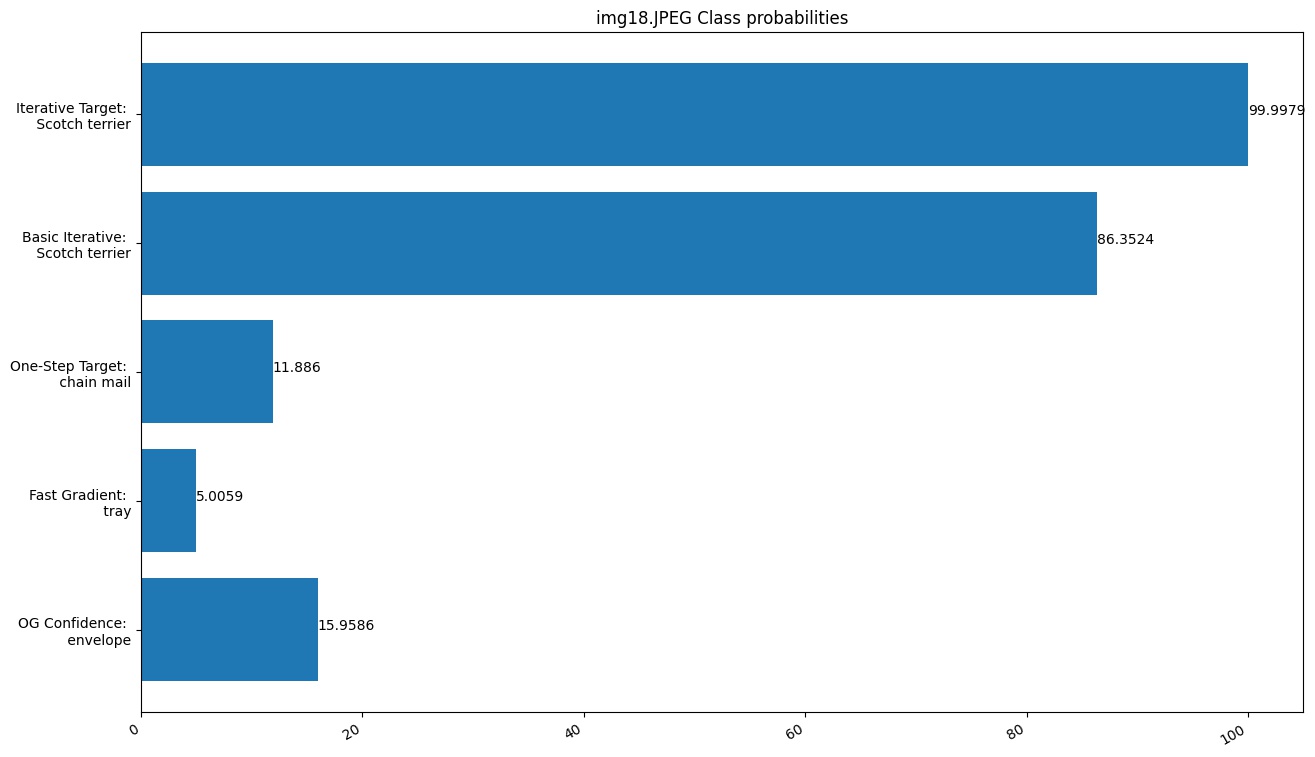 img18.JPEG Class probabilities
Iterative Target:
Scotch terrier
99.9979
Basic Iterative:
Scotch terrier
86.3524
One-Step Target:
chain mail
11.886
Fast Gradient:
tray
5.0059
OG Confidence:
envelope
15.9586
0
20
40
60
80
100